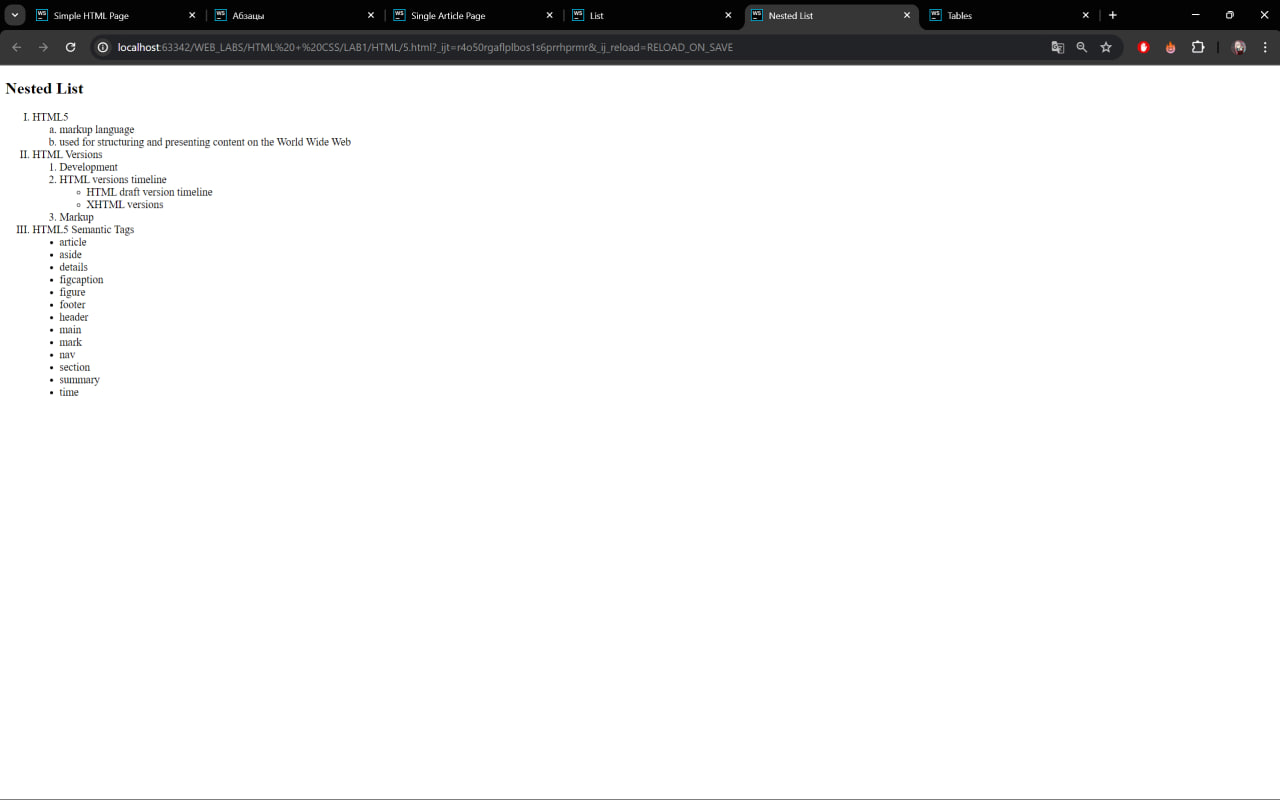 Simple HTML Page
Абзацы
Single Article Page
List
Nested List
Tables
localhost:63342/WEB_LABS/HTML%20+%20CSS/LAB1/HTML/5.html?_ijt=r4o50rgaflplbos1s6prrhprmr&_ij_reload=RELOAD_ON_SAVE
Nested List
I. HTML5
a. markup language
b. used for structuring and presenting content on the World Wide Web
II. HTML Versions
1. Development
2. HTML versions timeline
HTML draft version timeline
XHTML versions
3. Markup
III. HTML5 Semantic Tags
article
aside
details
figcaption
figure
footer
header
main
mark
nav
section
summary
time